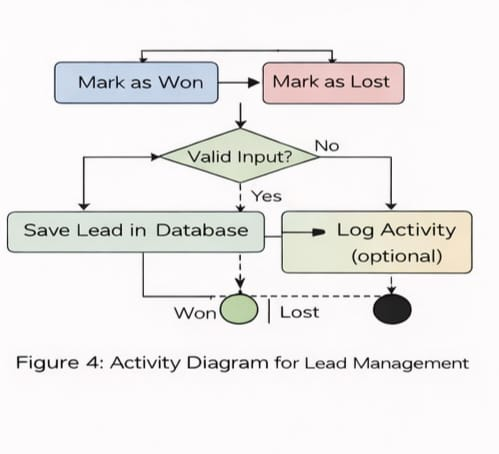 Mark as Won
Mark as Lost
Valid Input?
No
Yes
Save Lead in Database
Log Activity
(optional)
Won
| Lost
Figure 4: Activity Diagram for Lead Management